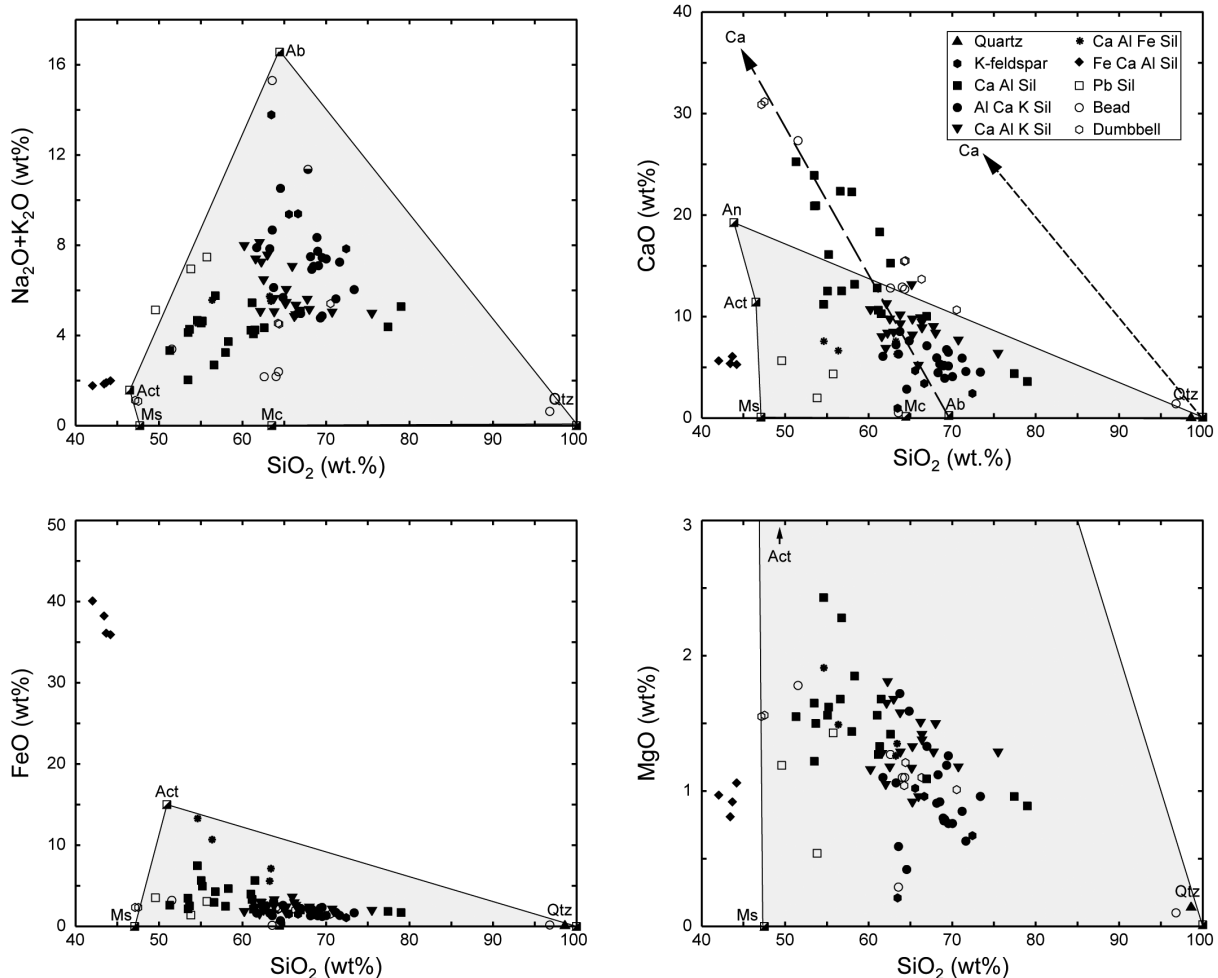 16
12
8
4
0
40
50
60
70
80
90
100
Na₂O+K₂O (wt%)
SiO₂ (wt.%)
Ab
Act
Ms
Mc
Qtz
40
30
20
10
0
40
50
60
70
80
90
100
CaO (wt%)
SiO₂ (wt.%)
Ca
Ca
An
Act
Ms
Mc
Ab
Qtz
Quartz
K-feldspar
Ca Al Sil
Al Ca K Sil
Ca Al K Sil
Ca Al Fe Sil
Fe Ca Al Sil
Pb Sil
Bead
Dumbbell
50
40
30
20
10
0
40
50
60
70
80
90
100
FeO (wt%)
SiO₂ (wt%)
Act
Ms
Qtz
3
2
1
0
40
50
60
70
80
90
100
MgO (wt%)
SiO₂ (wt%)
Act
Ms
Qtz